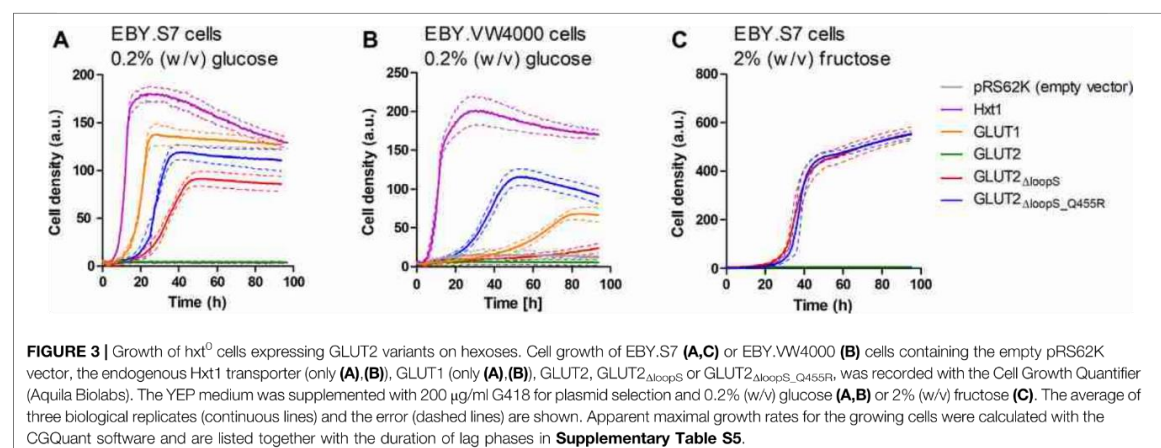 A EBY.S7 cells
0.2% (w/v) glucose
Cell density (a.u.)
200
150
100
50
0
0 20 40 60 80 100
Time (h)
B EBY.VW4000 cells
0.2% (w/v) glucose
Cell density (a.u.)
250
200
150
100
50
0
0 20 40 60 80 100
Time [h]
C EBY.S7 cells
2% (w/v) fructose
Cell density (a.u.)
800
600
400
200
0
0 20 40 60 80 100
Time (h)
pRS62K (empty vector)
Hxt1
GLUT1
GLUT2
GLUT2ΔloopS
GLUT2ΔloopS_Q455R
FIGURE 3 | Growth of hxt⁰ cells expressing GLUT2 variants on hexoses. Cell growth of EBY.S7 (A,C) or EBY.VW4000 (B) cells containing the empty pRS62K
vector, the endogenous Hxt1 transporter (only (A),(B)), GLUT1 (only (A),(B)), GLUT2, GLUT2ΔloopS or GLUT2ΔloopS_Q455R, was recorded with the Cell Growth Quantifier
(Aquila Biolabs). The YEP medium was supplemented with 200 μg/ml G418 for plasmid selection and 0.2% (w/v) glucose (A,B) or 2% (w/v) fructose (C). The average of
three biological replicates (continuous lines) and the error (dashed lines) are shown. Apparent maximal growth rates for the growing cells were calculated with the
CGQuant software and are listed together with the duration of lag phases in Supplementary Table S5.